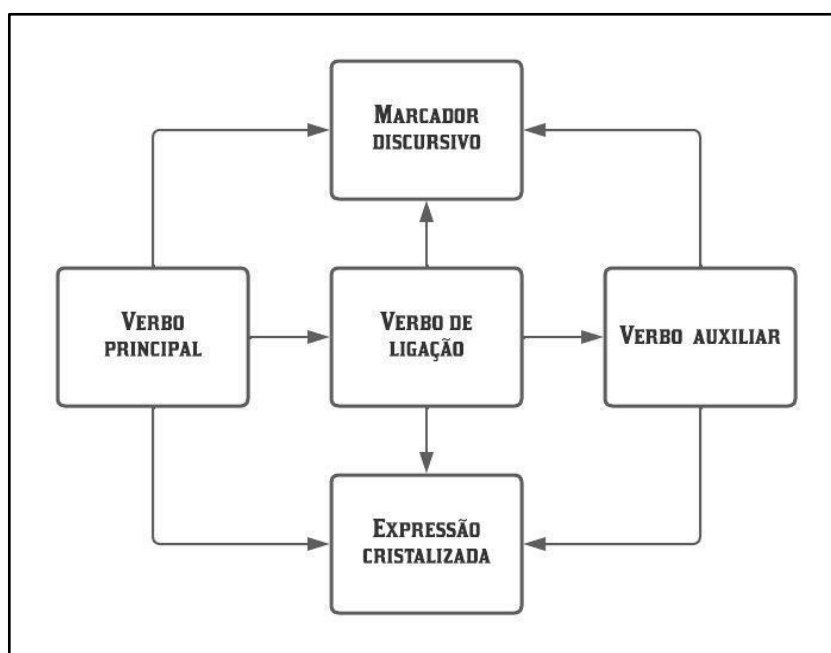 MARCADOR
DISCURSIVO
VERBO
PRINCIPAL
VERBO DE
LIGAÇÃO
VERBO AUXILIAR
EXPRESSÃO
CRISTALIZADA